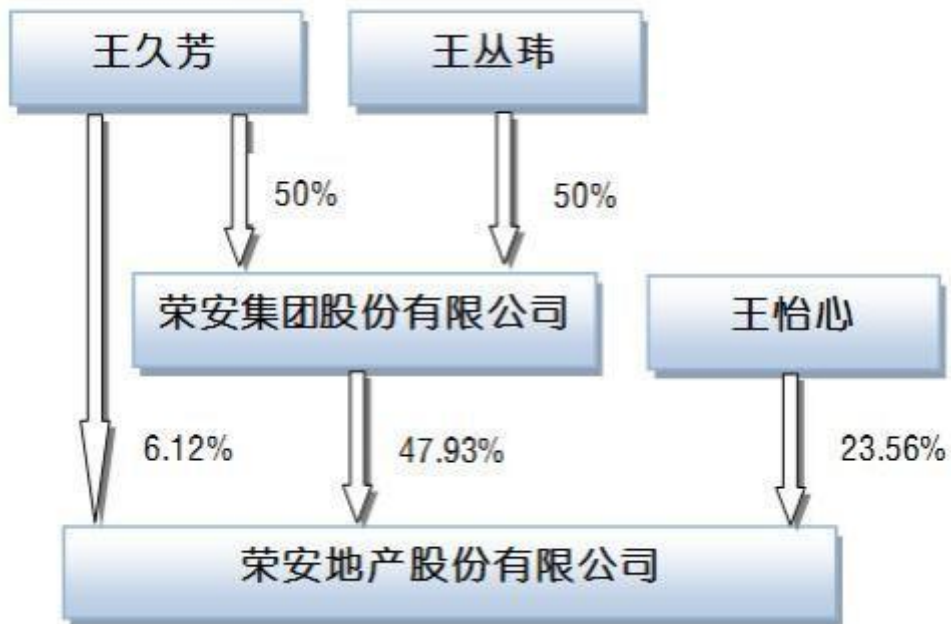 王久芳
王丛玮
50%
50%
荣安集团股份有限公司
王怡心
6.12%
47.93%
23.56%
荣安地产股份有限公司